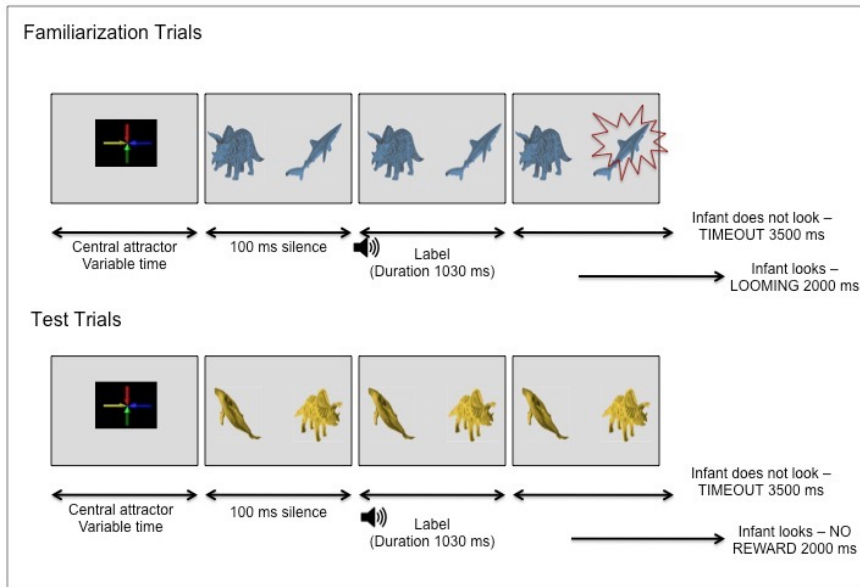 Familiarization Trials
Central attractor
Variable time
100 ms silence
Label
(Duration 1030 ms)
Infant does not look –
TIMEOUT 3500 ms
Infant looks –
LOOMING 2000 ms
Test Trials
Central attractor
Variable time
100 ms silence
Label
(Duration 1030 ms)
Infant does not look –
TIMEOUT 3500 ms
Infant looks – NO
REWARD 2000 ms